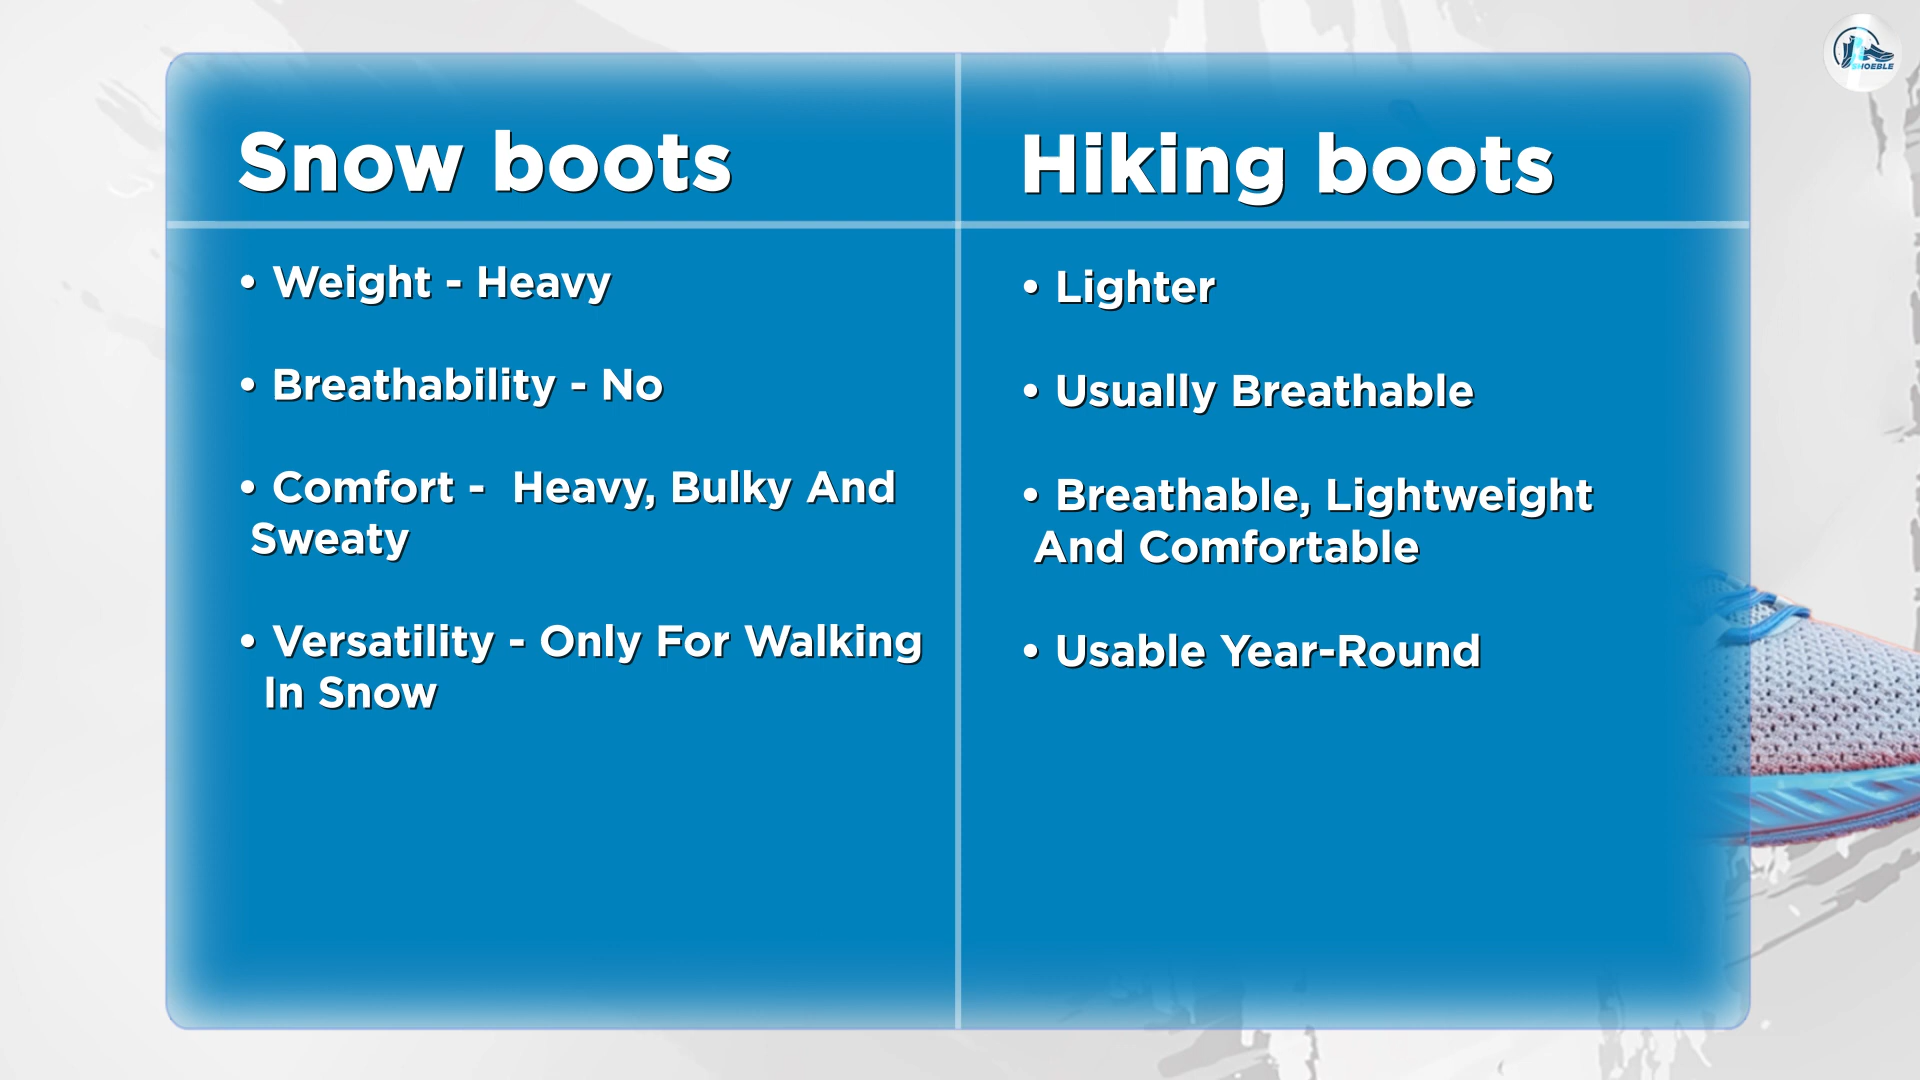 SHOEBLE
Snow boots
• Weight - Heavy
• Breathability - No
• Comfort -  Heavy, Bulky And
Sweaty
• Versatility - Only For Walking
In Snow
Hiking boots
• Lighter
• Usually Breathable
• Breathable, Lightweight
And Comfortable
• Usable Year-Round